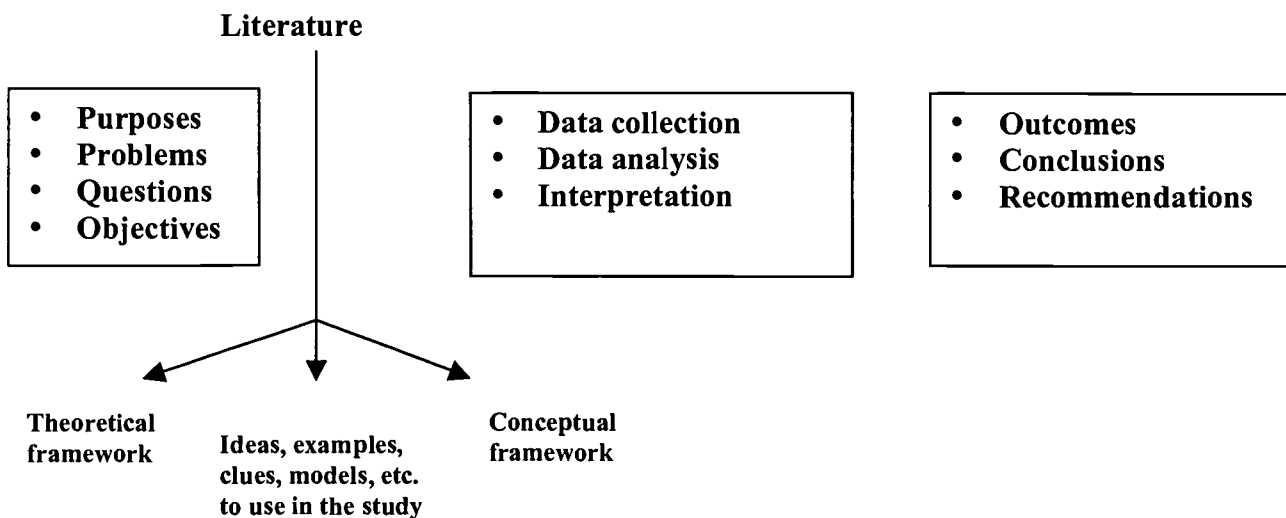 Literature
• Purposes
• Problems
• Questions
• Objectives
• Data collection
• Data analysis
• Interpretation
• Outcomes
• Conclusions
• Recommendations
Theoretical
framework
Ideas, examples,
clues, models, etc.
to use in the study
Conceptual
framework